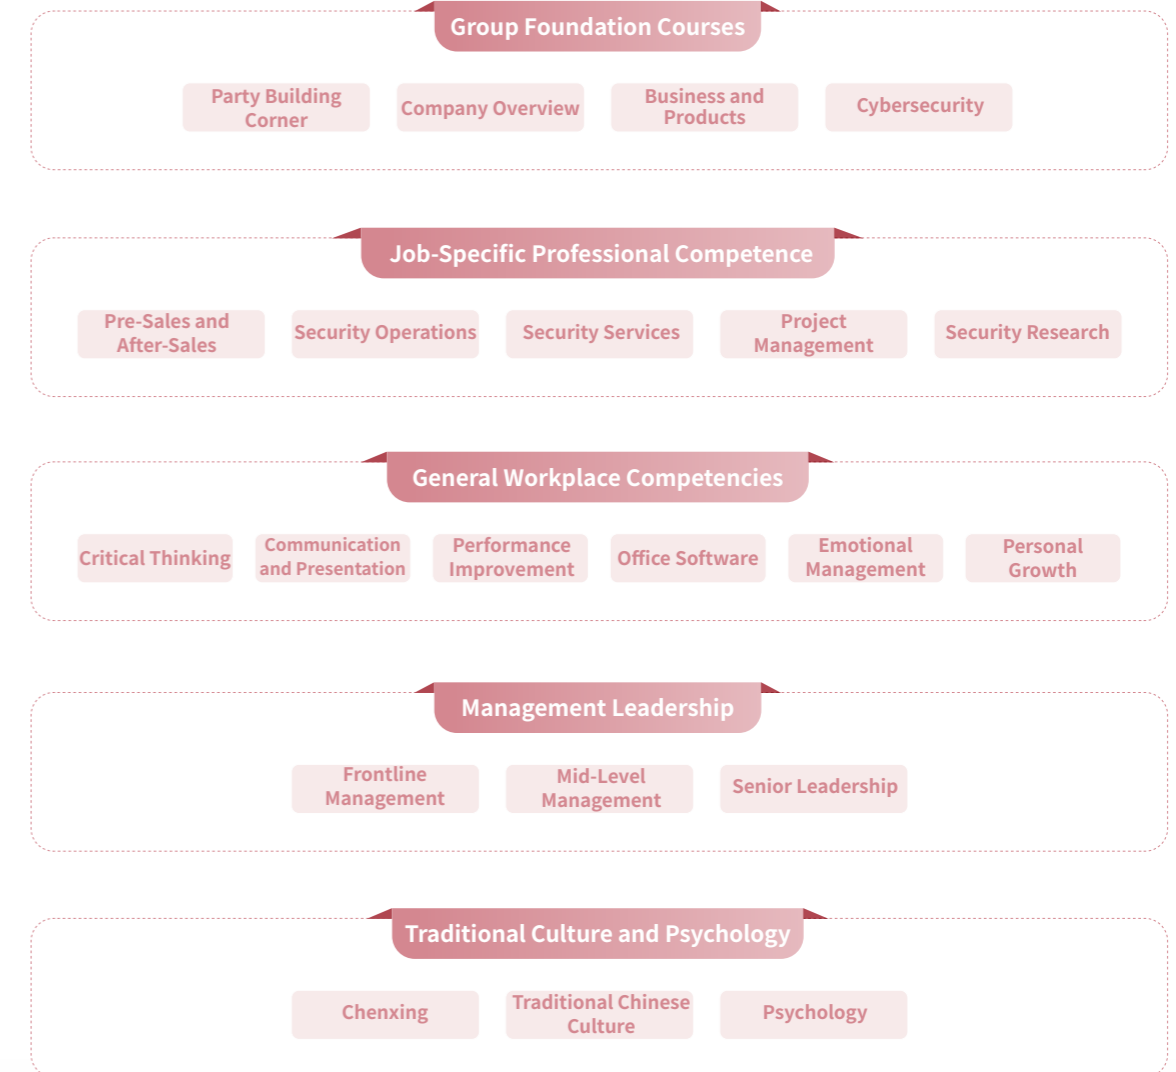 Group Foundation Courses
Party Building
Corner
Company Overview
Business and
Products
Cybersecurity
Job-Specific Professional Competence
Pre-Sales and
After-Sales
Security Operations
Security Services
Project
Management
Security Research
General Workplace Competencies
Critical Thinking
Communication
and Presentation
Performance
Improvement
Office Software
Emotional
Management
Personal
Growth
Management Leadership
Frontline
Management
Mid-Level
Management
Senior Leadership
Traditional Culture and Psychology
Chenxing
Traditional Chinese
Culture
Psychology